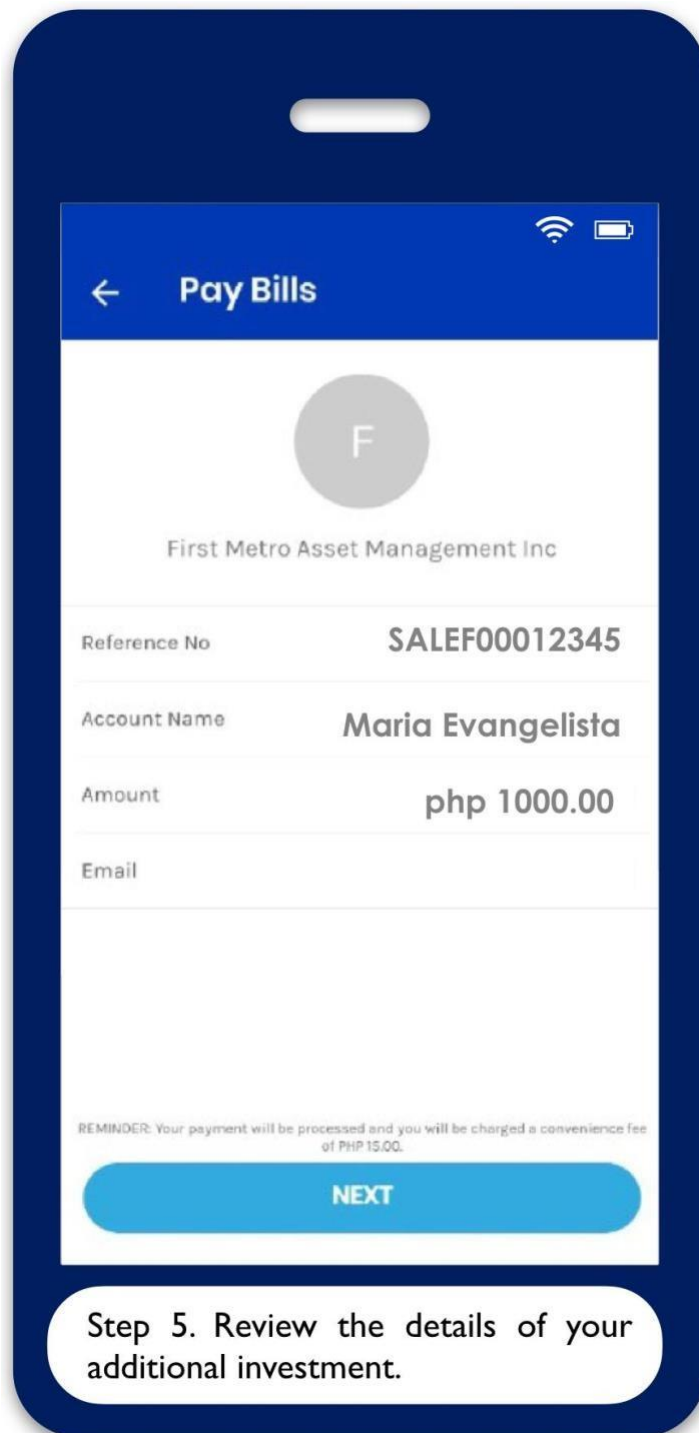 Pay Bills
F
First Metro Asset Management Inc
Reference No SALEF00012345
Account Name Maria Evangelista
Amount php 1000.00
Email
REMINDER: Your payment will be processed and you will be charged a convenience fee
of PHP 15.00.
NEXT
Step 5. Review the details of your
additional investment.